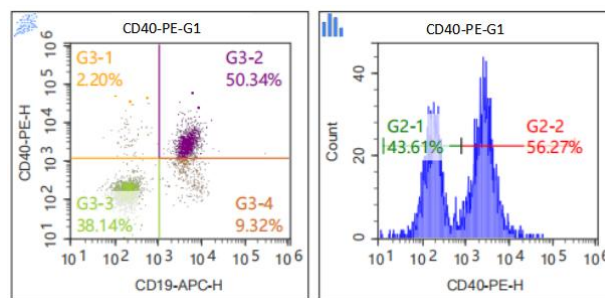 CD40-PE-G1
G3-1
2.20%
G3-2
50.34%
G3-3
38.14%
G3-4
9.32%
CD40-PE-H
10^6
10^5
10^4
10^3
10^2
10^1
10^1 10^2 10^3 10^4 10^5 10^6
CD19-APC-H
CD40-PE-G1
Count
40
20
0
G2-1
43.61%
G2-2
56.27%
10^1 10^2 10^3 10^4 10^5 10^6
CD40-PE-H